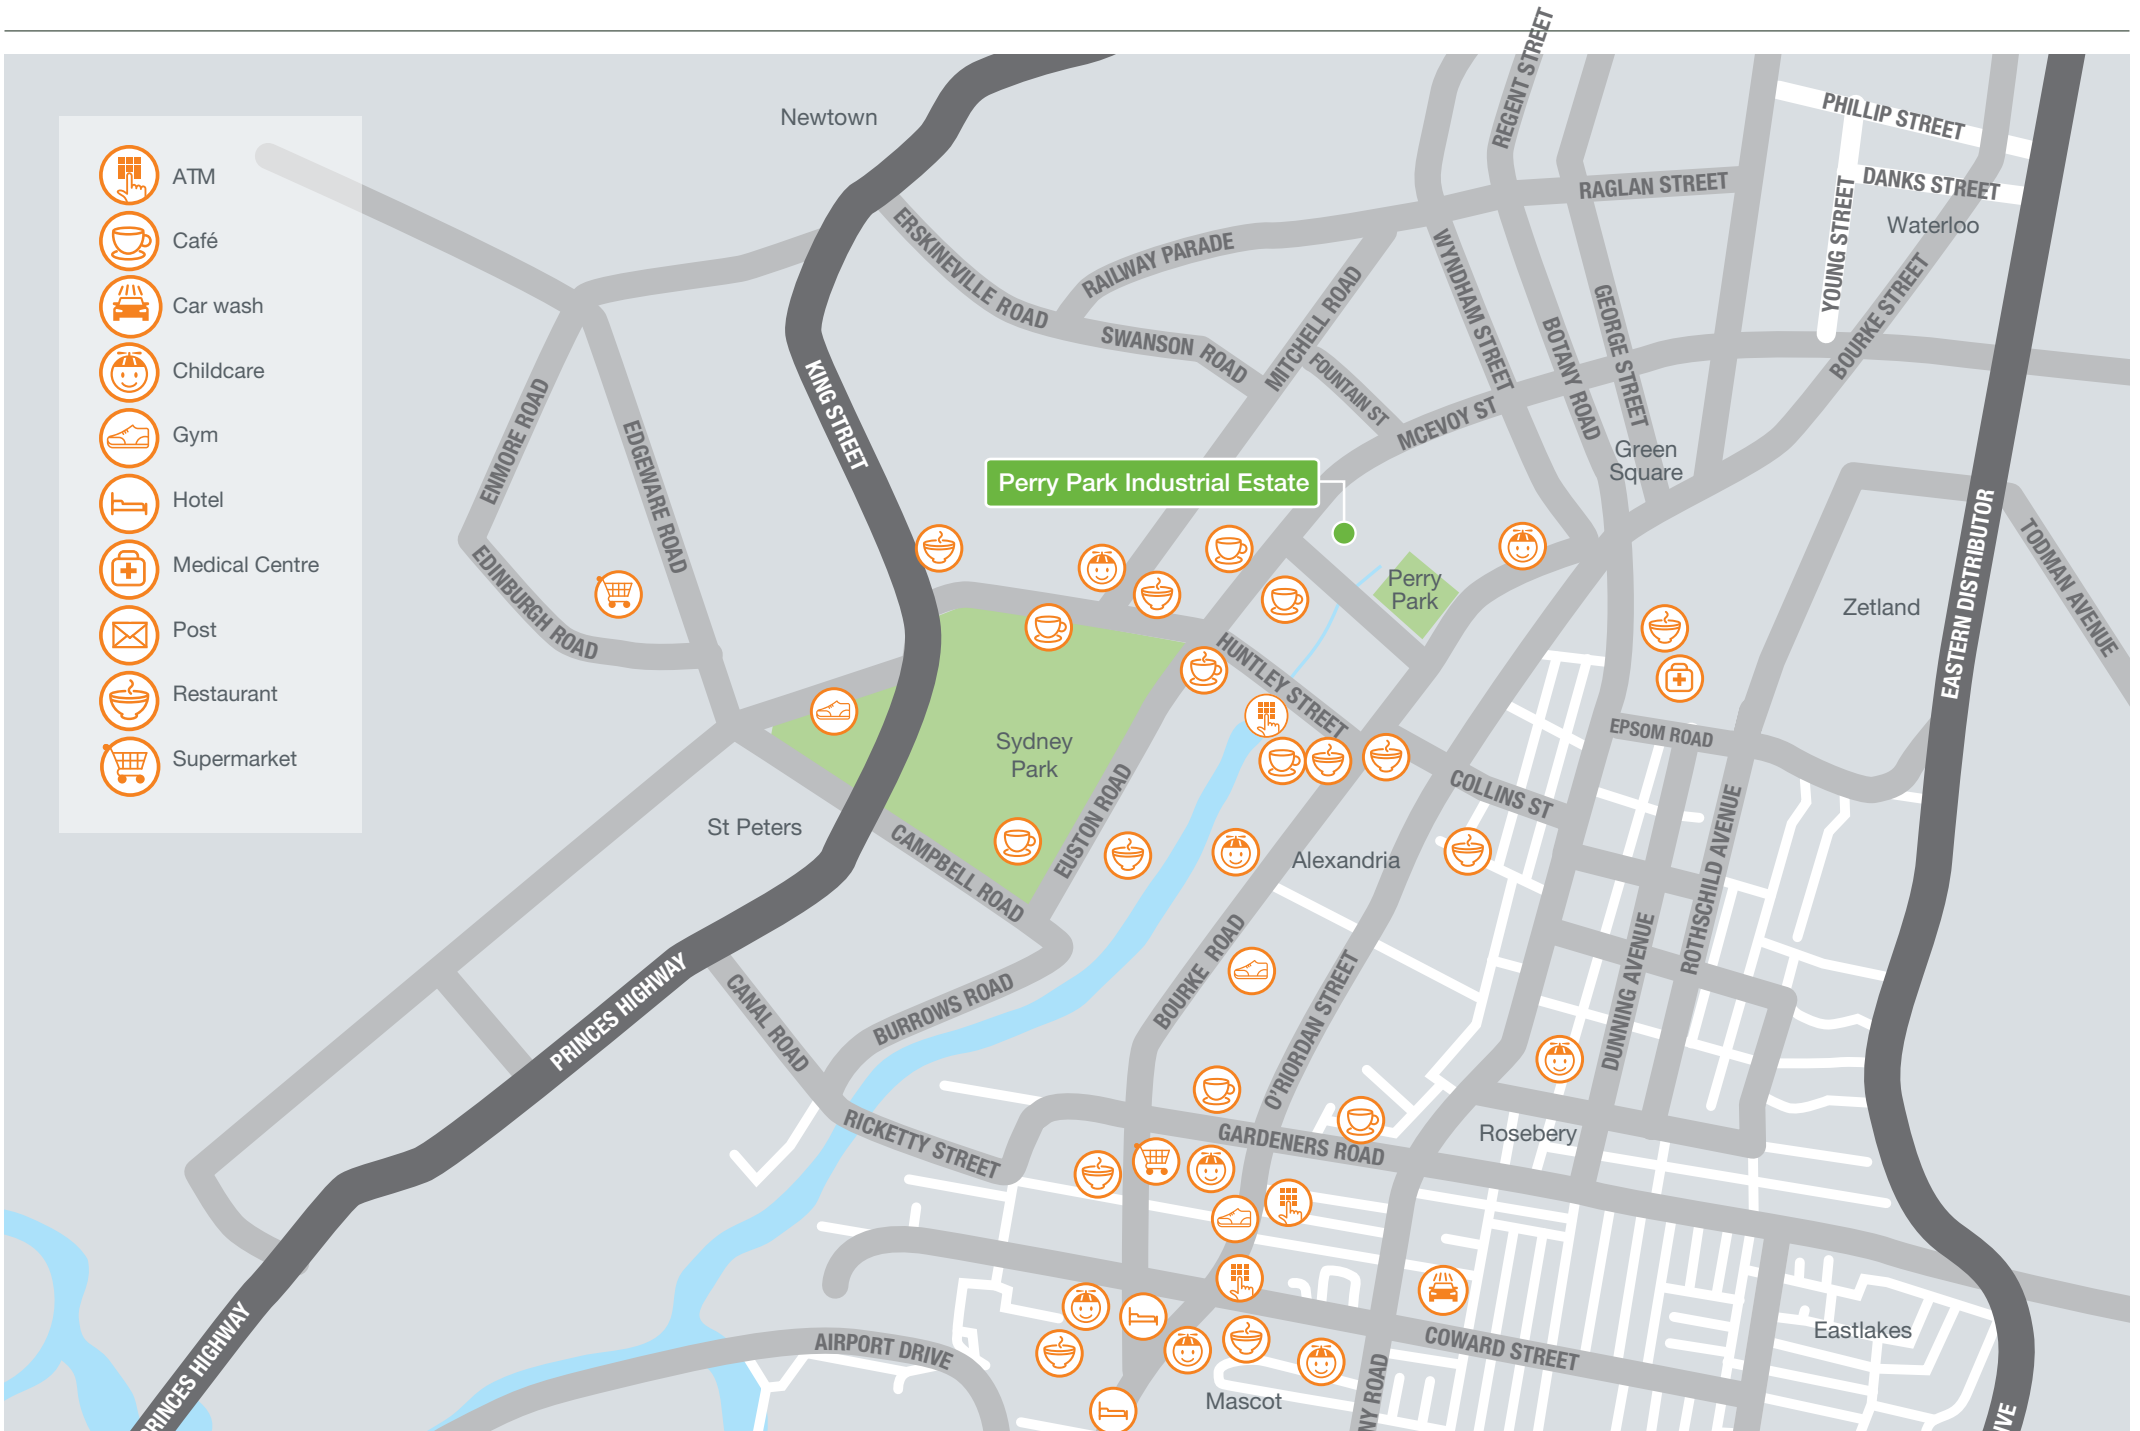 REGENT STREET
Newtown
PHILLIP STREET
ATM
RAGLAN STREET
DANKS STREET
YOUNG STREET
Waterloo
Café
ERSKINEVILLE ROAD
RAILWAY PARADE
WYNDHAM STREET
Car wash
MITCHELL ROAD
GEORGE STREET
BOURKE STREET
SWANSON ROAD
BOTANY ROAD
Childcare
FOUNTAIN ST
KING STREET
MCEVOY ST
Gym
ENMORE ROAD
EDGEWARE ROAD
Green
Square
Perry Park Industrial Estate
Hotel
TODMAN AVENUE
EASTERN DISTRIBUTOR
Medical Centre
EDINBURGH ROAD
Perry
Park
Zetland
Post
HUNTLEY STREET
Restaurant
EPSOM ROAD
Sydney
Park
Supermarket
COLLINS ST
St Peters
EUSTON ROAD
CAMPBELL ROAD
Alexandria
ROTHSCHILD AVENUE
DUNNING AVENUE
BOURKE ROAD
PRINCES HIGHWAY
CANAL ROAD
BURROWS ROAD
O'RIORDAN STREET
RICKETTY STREET
GARDENERS ROAD
Rosebery
Eastlakes
AIRPORT DRIVE
COWARD STREET
PRINCES HIGHWAY
Mascot
NY ROAD
IVE